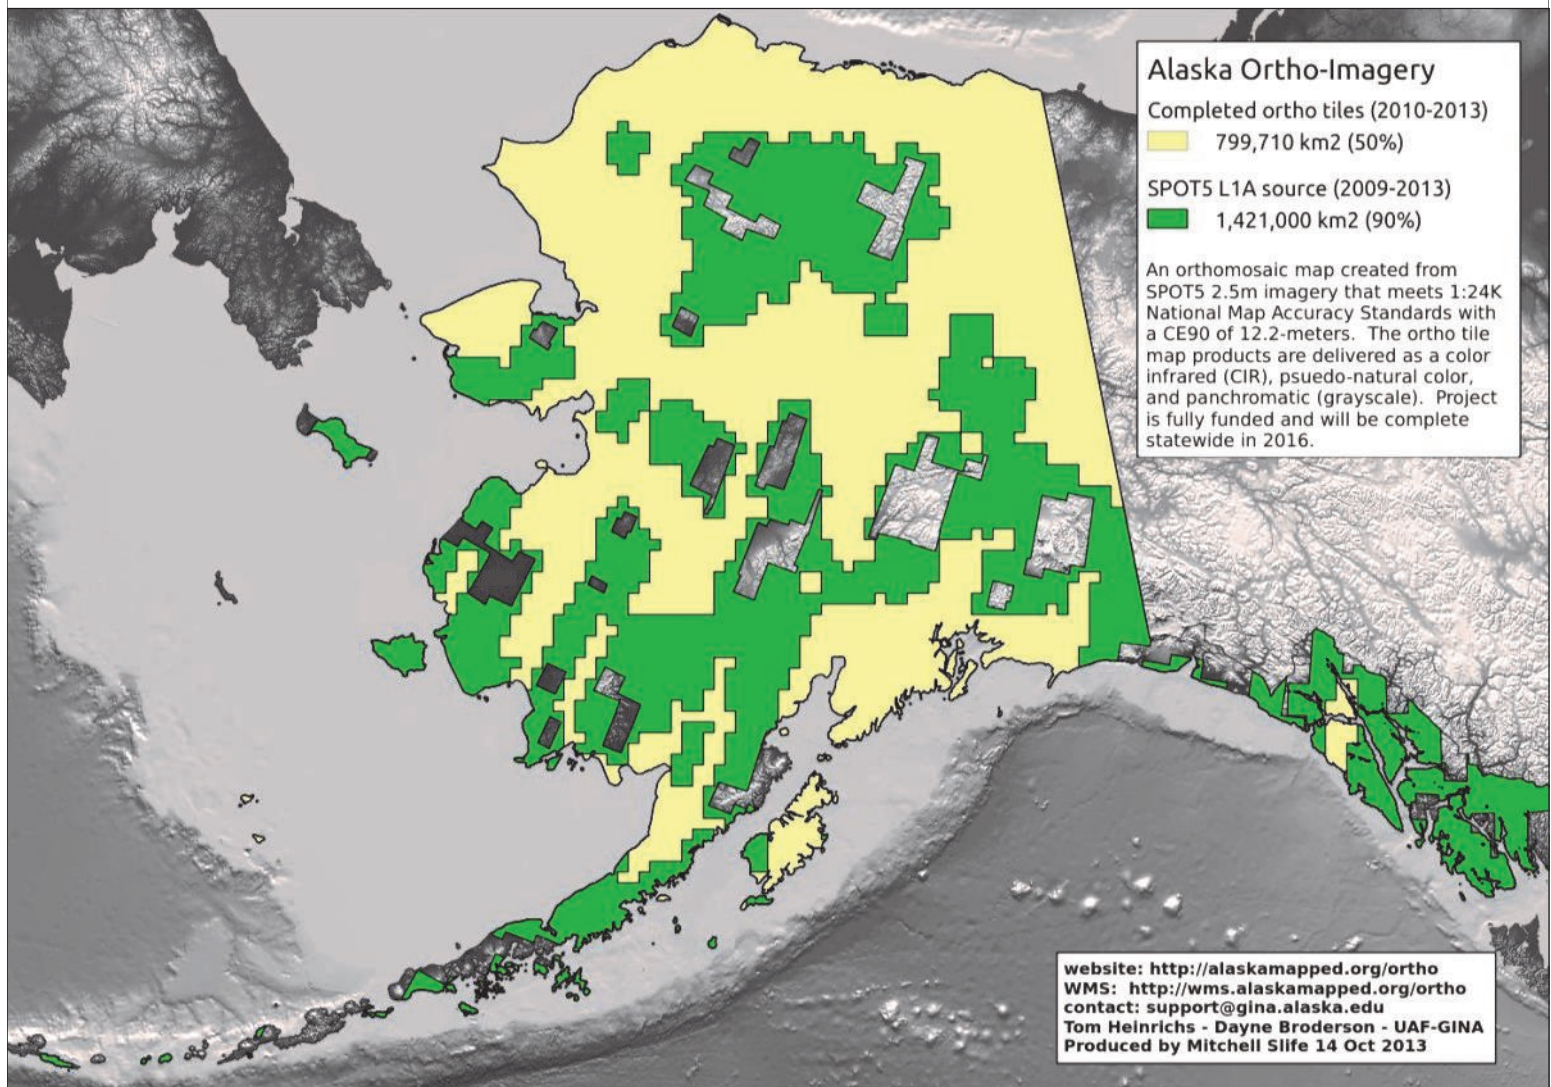 Alaska Ortho-Imagery
Completed ortho tiles (2010-2013)
799,710 km2 (50%)
SPOT5 L1A source (2009-2013)
1,421,000 km2 (90%)
An orthomosaic map created from
SPOT5 2.5m imagery that meets 1:24K
National Map Accuracy Standards with
a CE90 of 12.2-meters.  The ortho tile
map products are delivered as a color
infrared (CIR), psuedo-natural color,
and panchromatic (grayscale).  Project
is fully funded and will be complete
statewide in 2016.
website: http://alaskamapped.org/ortho
WMS:  http://wms.alaskamapped.org/ortho
contact: support@gina.alaska.edu
Tom Heinrichs - Dayne Broderson - UAF-GINA
Produced by Mitchell Slife 14 Oct 2013